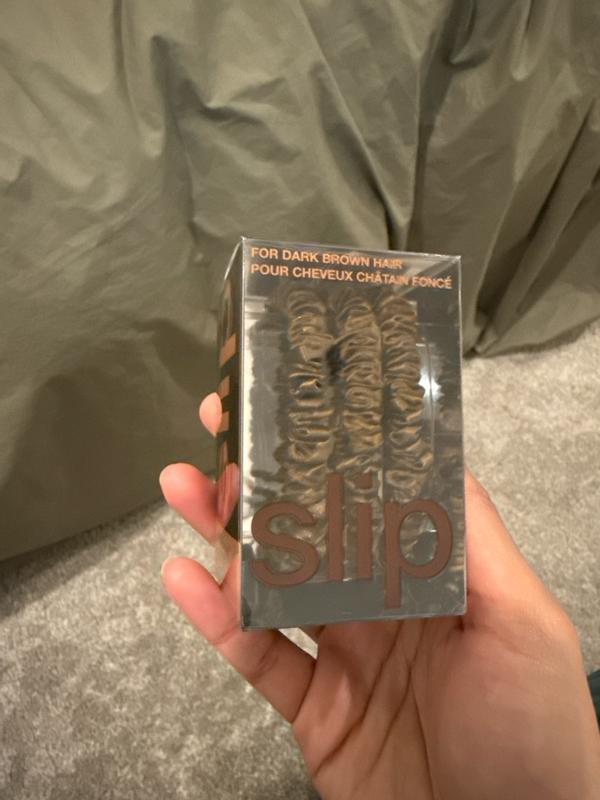 FOR DARK BROWN HAIR
POUR CHEVEUX CHÂTAIN FONCÉ
slip